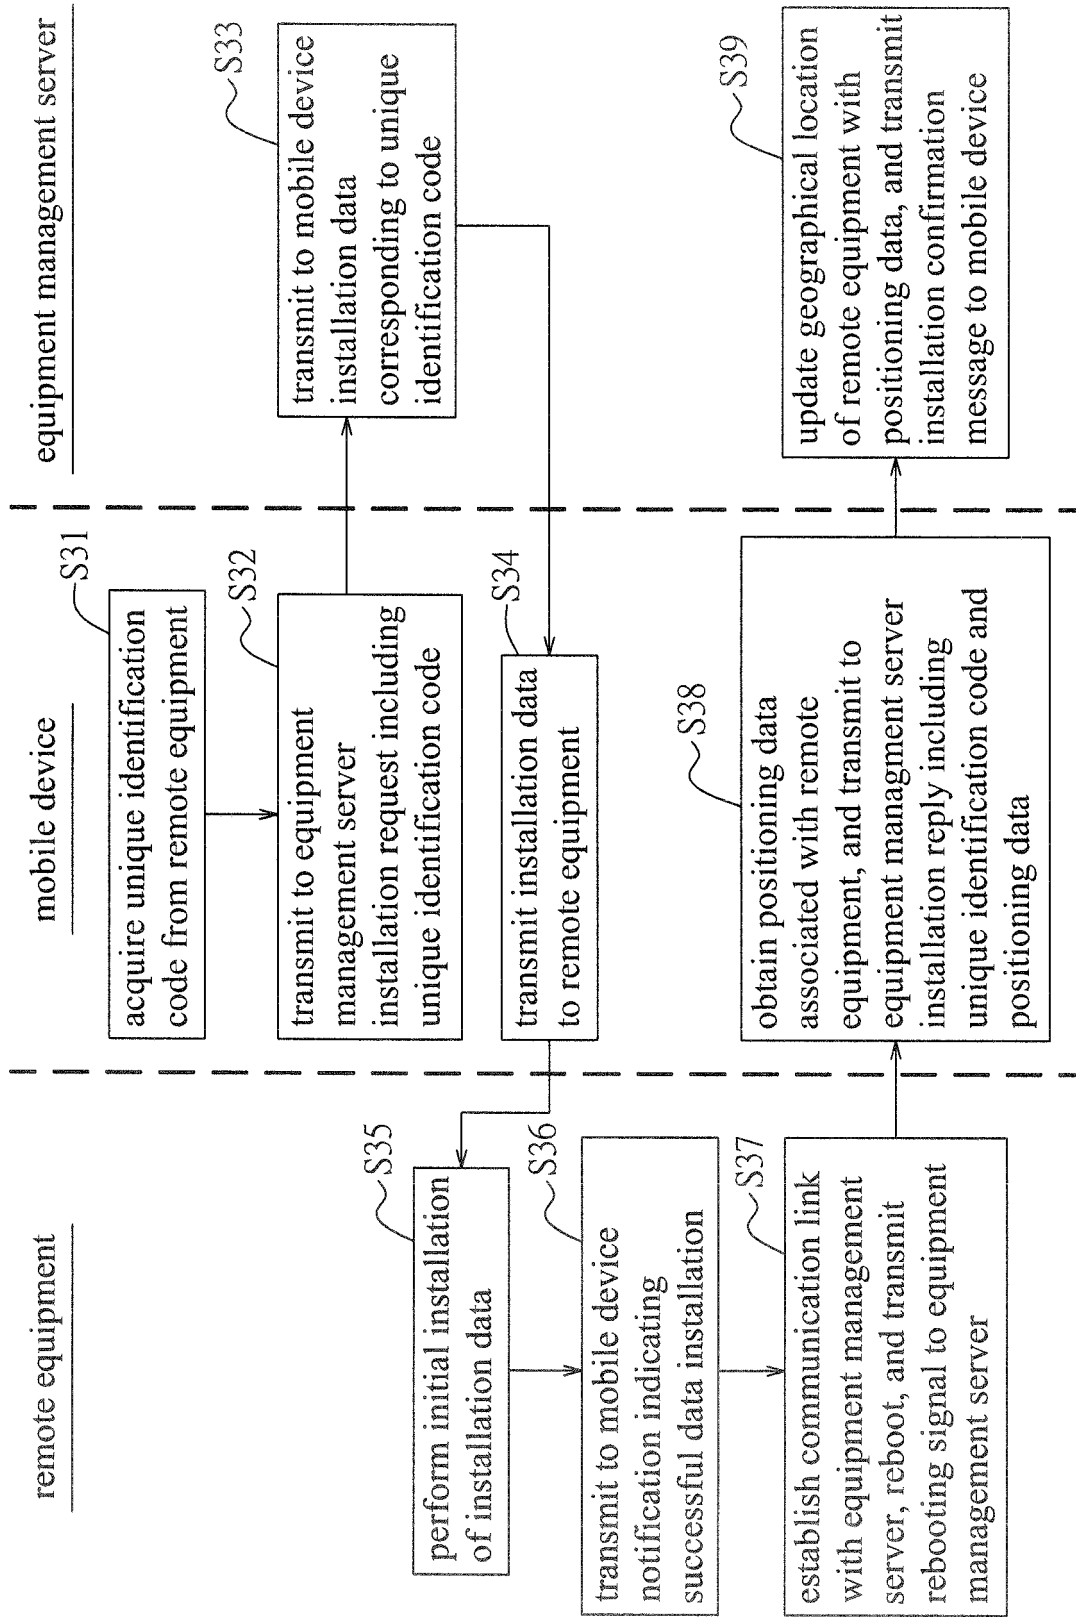 remote equipment
mobile device
equipment management server
S31
acquire unique identification
code from remote equipment
S32
transmit to equipment
management server
installation request including
unique identification code
S33
transmit to mobile device
installation data
corresponding to unique
identification code
S34
transmit installation data
to remote equipment
S35
perform initial installation
of installation data
S36
transmit to mobile device
notification indicating
successful data installation
S37
establish communication link
with equipment management
server, reboot, and transmit
rebooting signal to equipment
management server
S38
obtain positioning data
associated with remote
equipment, and transmit to
equipment managment server
installation reply including
unique identification code and
positioning data
S39
update geographical location
of remote equipment with
positioning data, and transmit
installation confirmation
message to mobile device